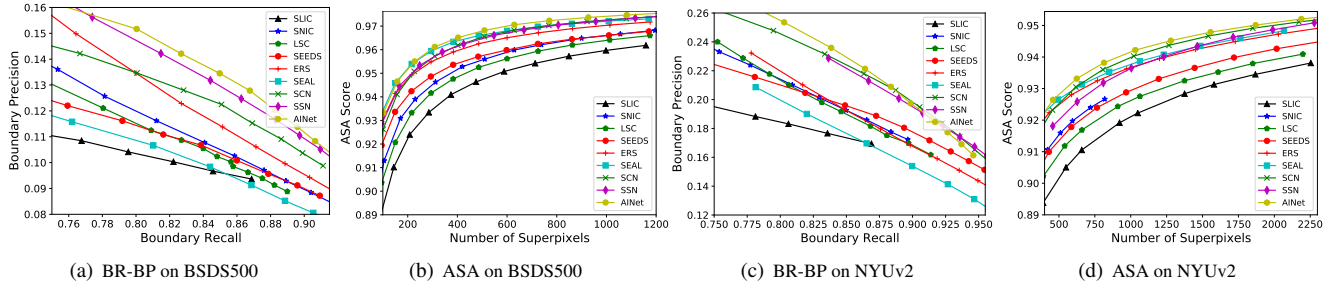 Boundary Precision
0.16
0.15
0.14
0.13
0.12
0.11
0.10
0.09
0.08
0.76 0.78 0.80 0.82 0.84 0.86 0.88 0.90
Boundary Recall
SLIC
SNIC
LSC
SEEDS
ERS
SEAL
SCN
SSN
AINet
(a) BR-BP on BSDS500
ASA Score
0.97
0.96
0.95
0.94
0.93
0.92
0.91
0.90
0.89
200 400 600 800 1000 1200
Number of Superpixels
SLIC
SNIC
LSC
SEEDS
ERS
SEAL
SCN
SSN
AINet
(b) ASA on BSDS500
Boundary Precision
0.26
0.24
0.22
0.20
0.18
0.16
0.14
0.12
0.750 0.775 0.800 0.825 0.850 0.875 0.900 0.925 0.950
Boundary Recall
SLIC
SNIC
LSC
SEEDS
ERS
SEAL
SCN
SSN
AINet
(c) BR-BP on NYUv2
ASA Score
0.95
0.94
0.93
0.92
0.91
0.90
0.89
500 750 1000 1250 1500 1750 2000 2250
Number of Superpixels
SLIC
SNIC
LSC
SEEDS
ERS
SEAL
SCN
SSN
AINet
(d) ASA on NYUv2